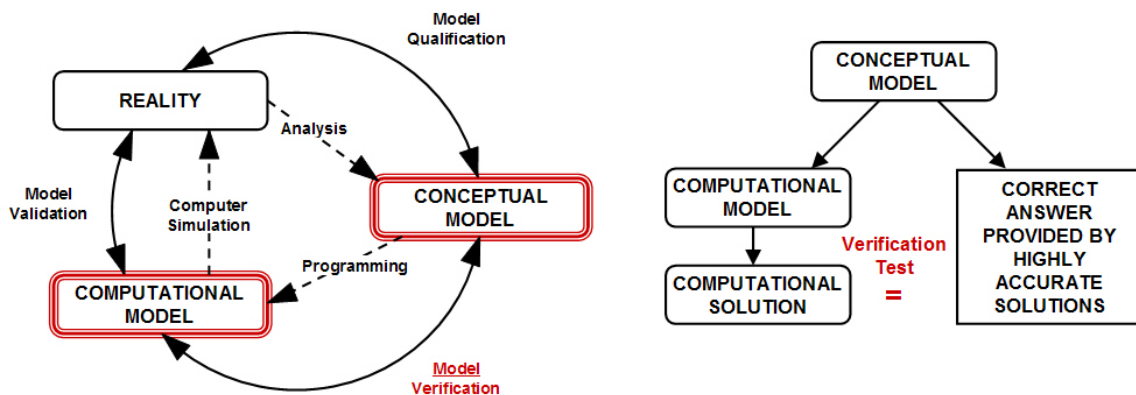 Model
Qualification
REALITY
Analysis
Model
Validation
Computer
Simulation
CONCEPTUAL
MODEL
Programming
COMPUTATIONAL
MODEL
Model
Verification
CONCEPTUAL
MODEL
COMPUTATIONAL
MODEL
COMPUTATIONAL
SOLUTION
Verification
Test
=
CORRECT
ANSWER
PROVIDED BY
HIGHLY
ACCURATE
SOLUTIONS